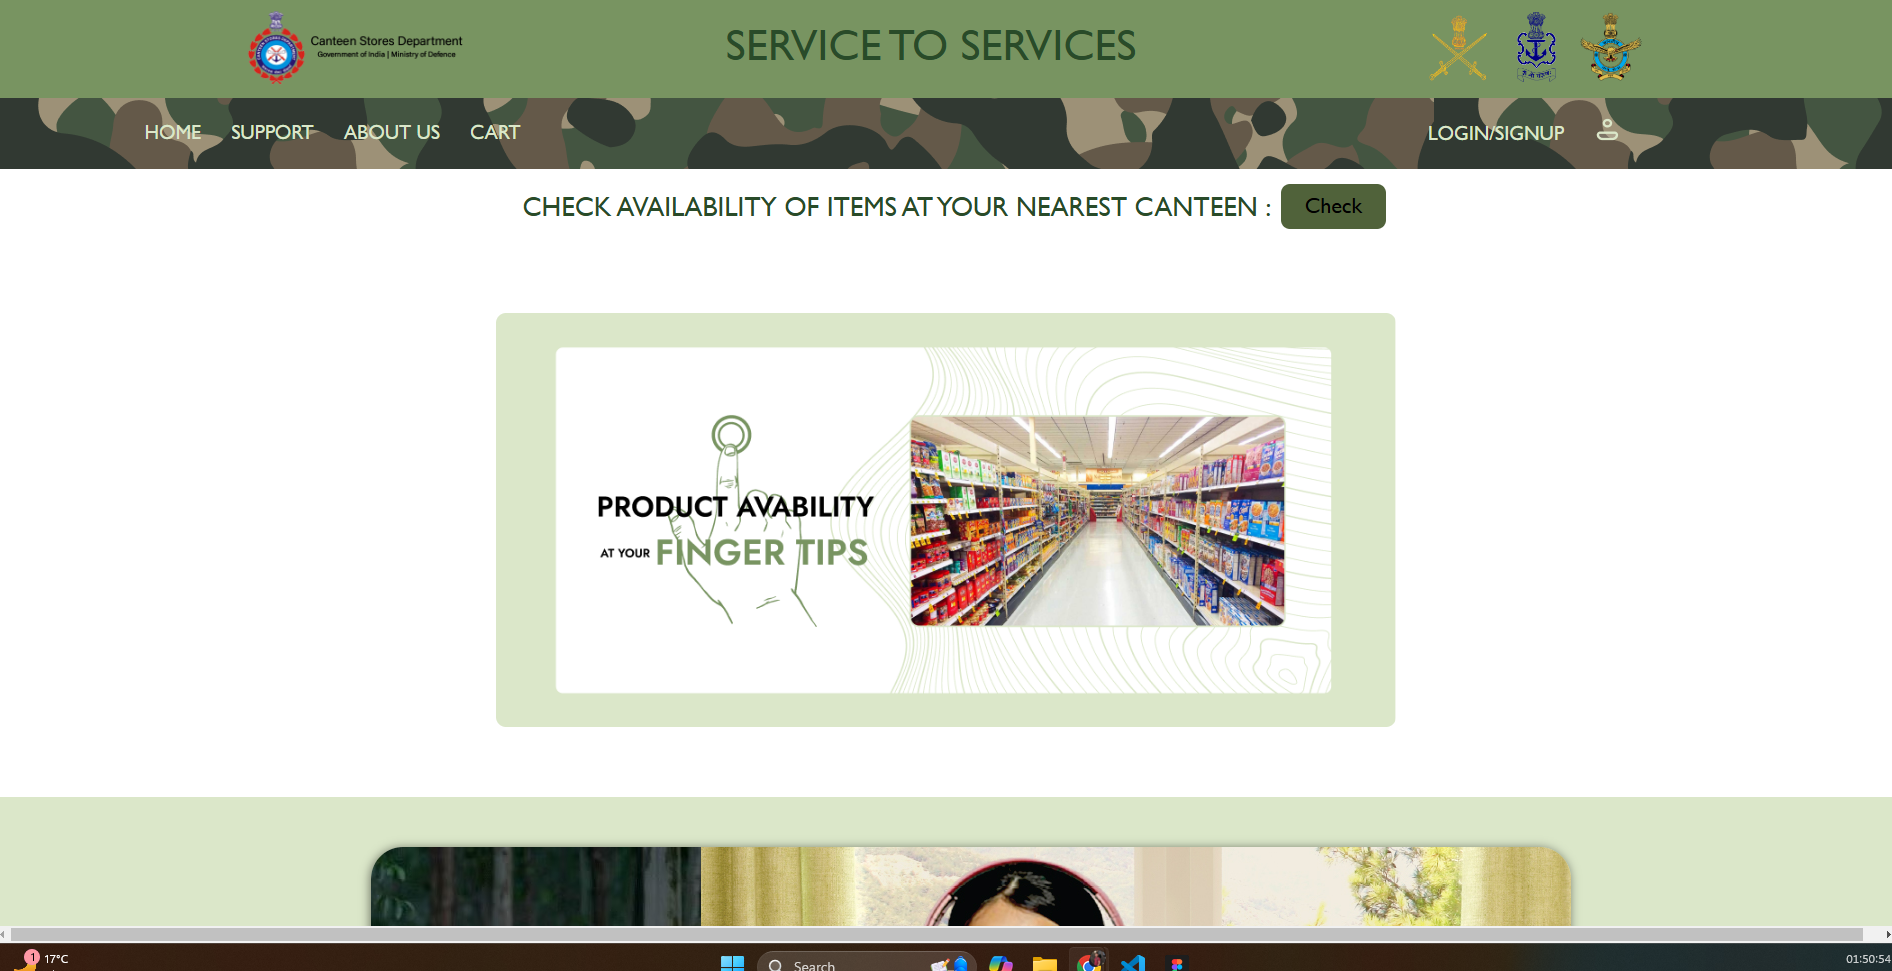 Canteen Stores Department
Government of India | Ministry of Defence
SERVICE TO SERVICES
HOME SUPPORT ABOUT US CART LOGIN/SIGNUP
CHECK AVAILABILITY OF ITEMS AT YOUR NEAREST CANTEEN : Check
PRODUCT AVABILITY
AT YOUR FINGER TIPS
1 17°C
Search
01:50:54